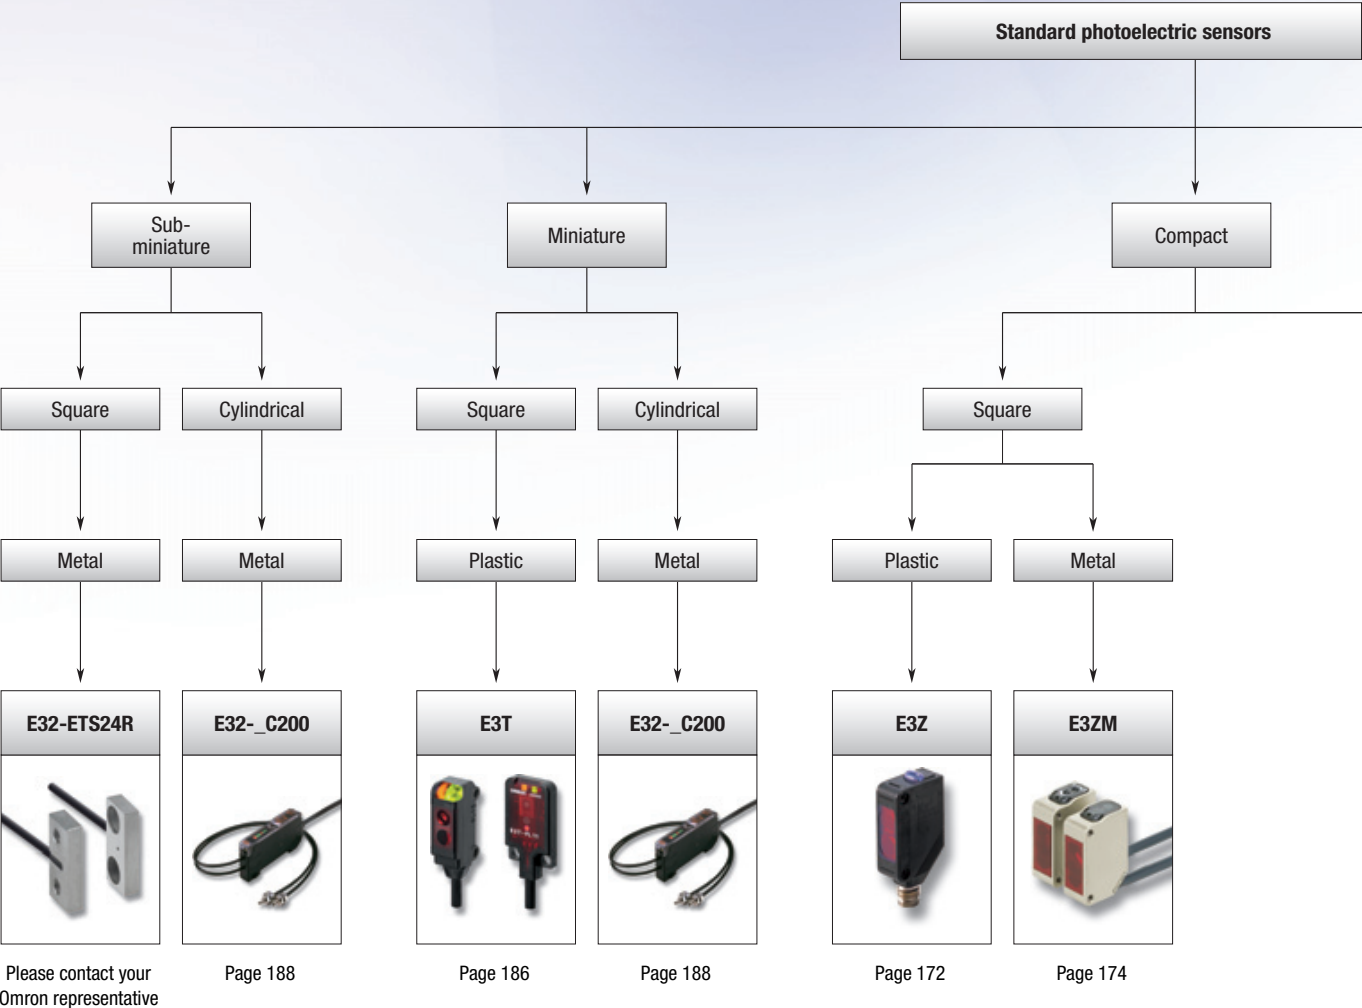 Standard photoelectric sensors
Sub-
miniature
Miniature
Compact
Square
Cylindrical
Square
Cylindrical
Square
Metal
Metal
Plastic
Metal
Plastic
Metal
E32-ETS24R
E32-_C200
E3T
E32-_C200
E3Z
E3ZM
Please contact your
Omron representative
Page 188
Page 186
Page 188
Page 172
Page 174